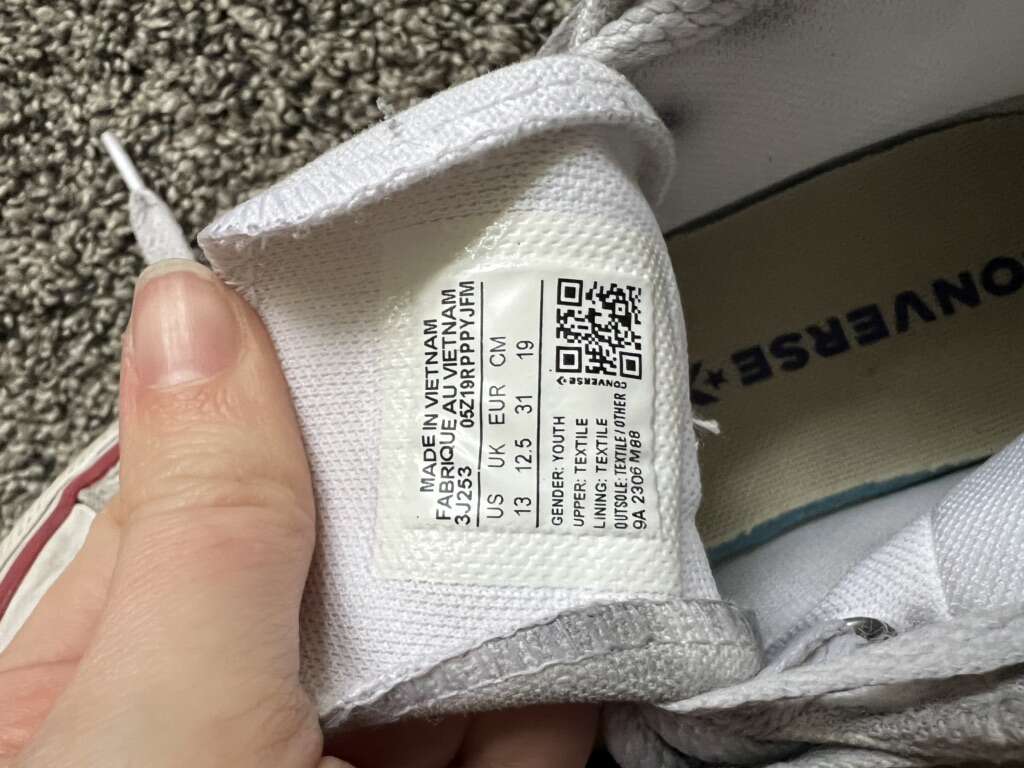 MADE IN VIETNAM
FABRIQUE AU VIETNAM
3J253 05Z19RPPPPYJFM
US UK EUR CM
13 12.5 31 19
GENDER: YOUTH
UPPER: TEXTILE
LINING: TEXTILE
OUTSOLE: TEXTILE / OTHER
9A 2306 M88
CONVERSE
CONVERSE